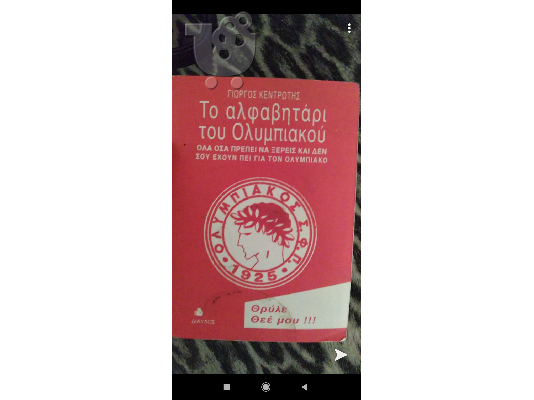 ΓΙΩΡΓΟΣ ΚΕΝΤΡΩΤΗΣ
Το αλφαβητάρι
του Ολυμπιακού
ΟΛΑ ΟΣΑ ΠΡΕΠΕΙ ΝΑ ΞΕΡΕΙΣ ΚΑΙ ΔΕΝ
ΣΟΥ ΕΧΟΥΝ ΠΕΙ ΓΙΑ ΤΟΝ ΟΛΥΜΠΙΑΚΟ
ΟΛΥΜΠΙΑΚΟΣ Σ.Φ.Π.
1925
Θρύλε
Θεέ μου !!!
ΔΙΑΥΛΟΣ